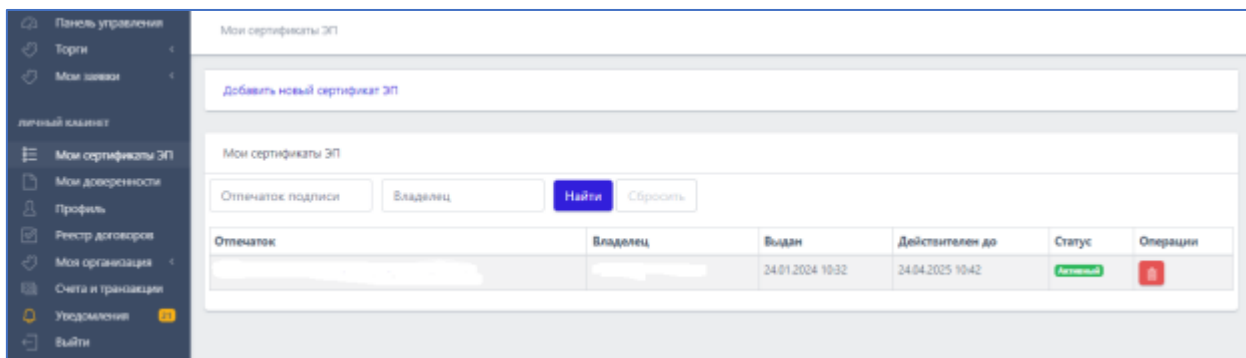 Панель управления
Торги
Мои заявки
ЛИЧНЫЙ КАБИНЕТ
Мои сертификаты ЭП
Мои доверенности
Профиль
Реестр договоров
Моя организация
Счета и транзакции
Уведомления 21
Выйти
Мои сертификаты ЭП
Добавить новый сертификат ЭП
Мои сертификаты ЭП
Отпечаток подписи Владелец Найти Сбросить
Отпечаток Владелец Выдан Действителен до Статус Операции
24.01.2024 10:32 24.04.2025 10:42 Активный